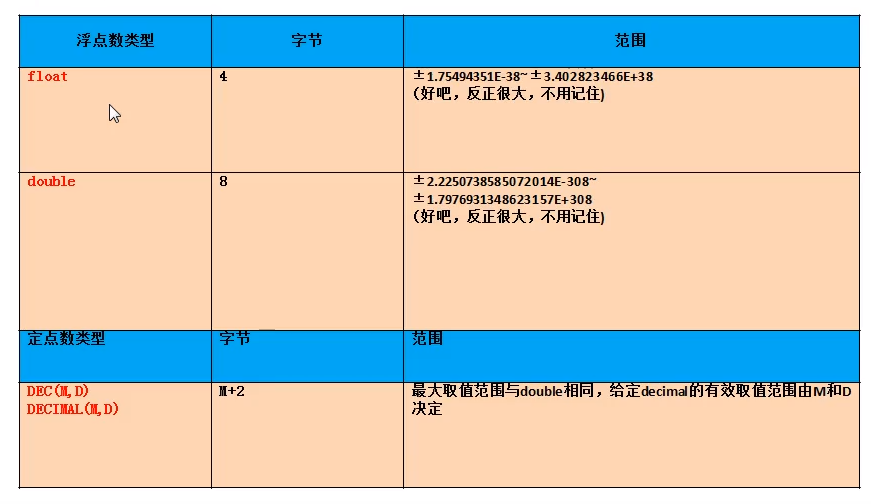 浮点数类型 字节 范围
float 4 ±1.75494351E-38~±3.402823466E+38
(好吧，反正很大，不用记住)
double 8 ±2.2250738585072014E-308~
±1.7976931348623157E+308
(好吧，反正很大，不用记住)
定点数类型 字节 范围
DEC(M,D) M+2 最大取值范围与double相同，给定decimal的有效取值范围由M和D
DECIMAL(M,D) 决定